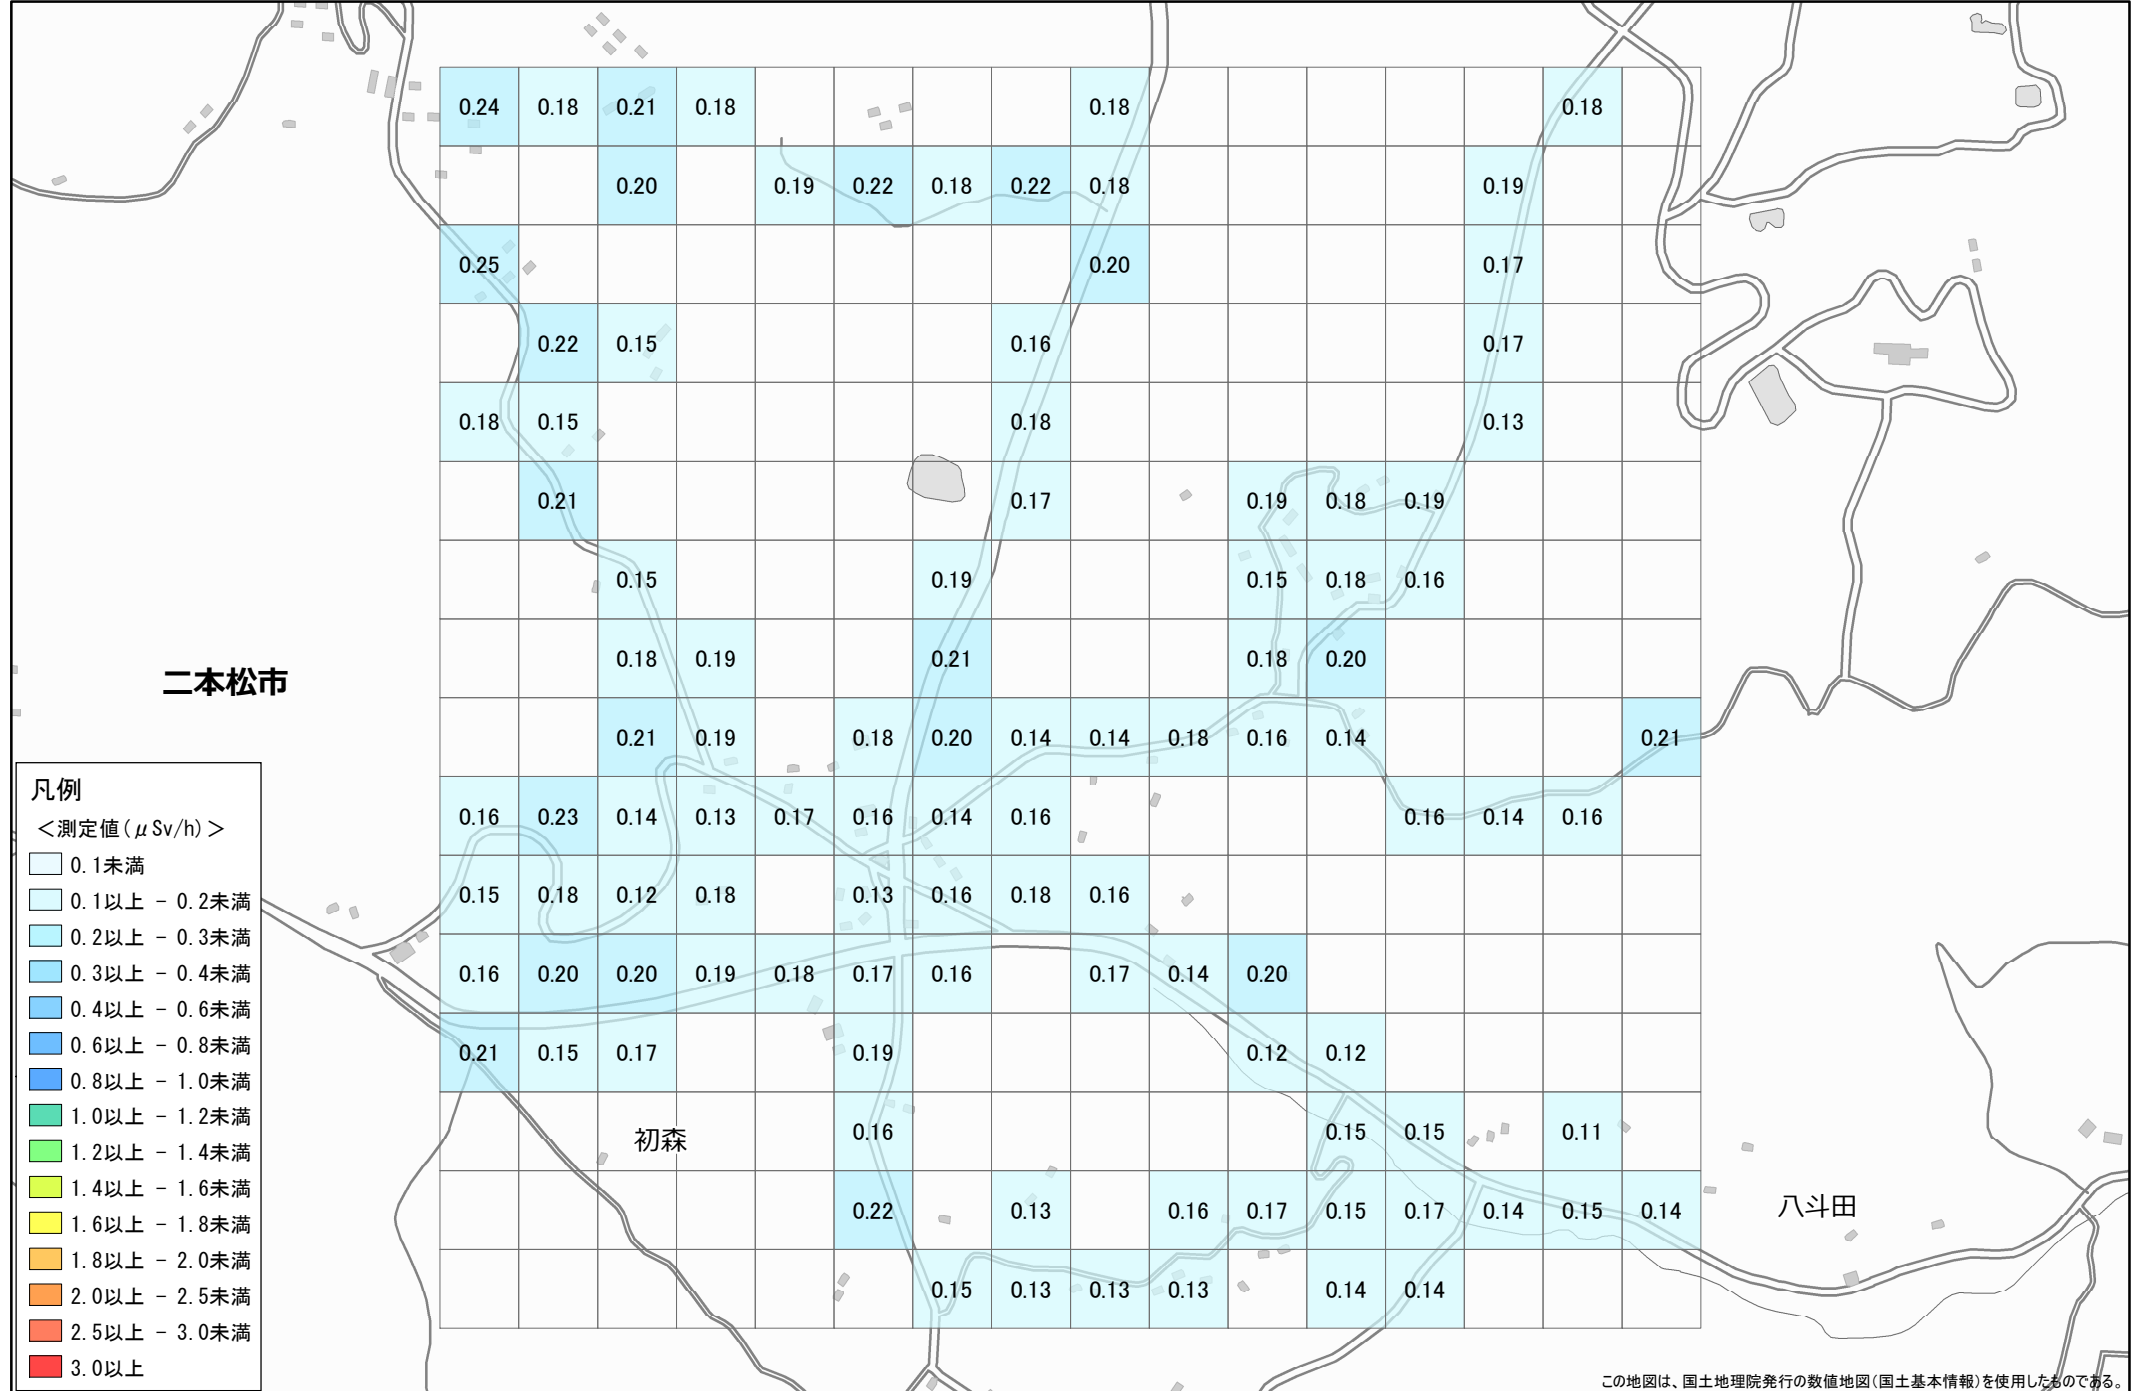 0.24 0.18 0.21 0.18 0.18 0.18
0.20 0.19 0.22 0.18 0.22 0.18 0.19
0.25 0.20 0.17
0.22 0.15 0.16 0.17
0.18 0.15 0.18 0.13
0.21 0.17 0.19 0.18 0.19
0.15 0.19 0.15 0.18 0.16
0.18 0.19 0.21 0.18 0.20
二本松市
0.21 0.19 0.18 0.20 0.14 0.14 0.18 0.16 0.14 0.21
0.16 0.23 0.14 0.13 0.17 0.16 0.14 0.16 0.16 0.14 0.16
0.15 0.18 0.12 0.18 0.13 0.16 0.18 0.16
0.16 0.20 0.20 0.19 0.18 0.17 0.16 0.17 0.14 0.20
0.21 0.15 0.17 0.19 0.12 0.12
初森
0.16 0.15 0.15 0.11
0.22 0.13 0.16 0.17 0.15 0.17 0.14 0.15 0.14
八斗田
0.15 0.13 0.13 0.13 0.14 0.14
凡例
＜測定値(μSv/h)＞
0.1未満
0.1以上 - 0.2未満
0.2以上 - 0.3未満
0.3以上 - 0.4未満
0.4以上 - 0.6未満
0.6以上 - 0.8未満
0.8以上 - 1.0未満
1.0以上 - 1.2未満
1.2以上 - 1.4未満
1.4以上 - 1.6未満
1.6以上 - 1.8未満
1.8以上 - 2.0未満
2.0以上 - 2.5未満
2.5以上 - 3.0未満
3.0以上
この地図は、国土地理院発行の数値地図(国土基本情報)を使用したものである。